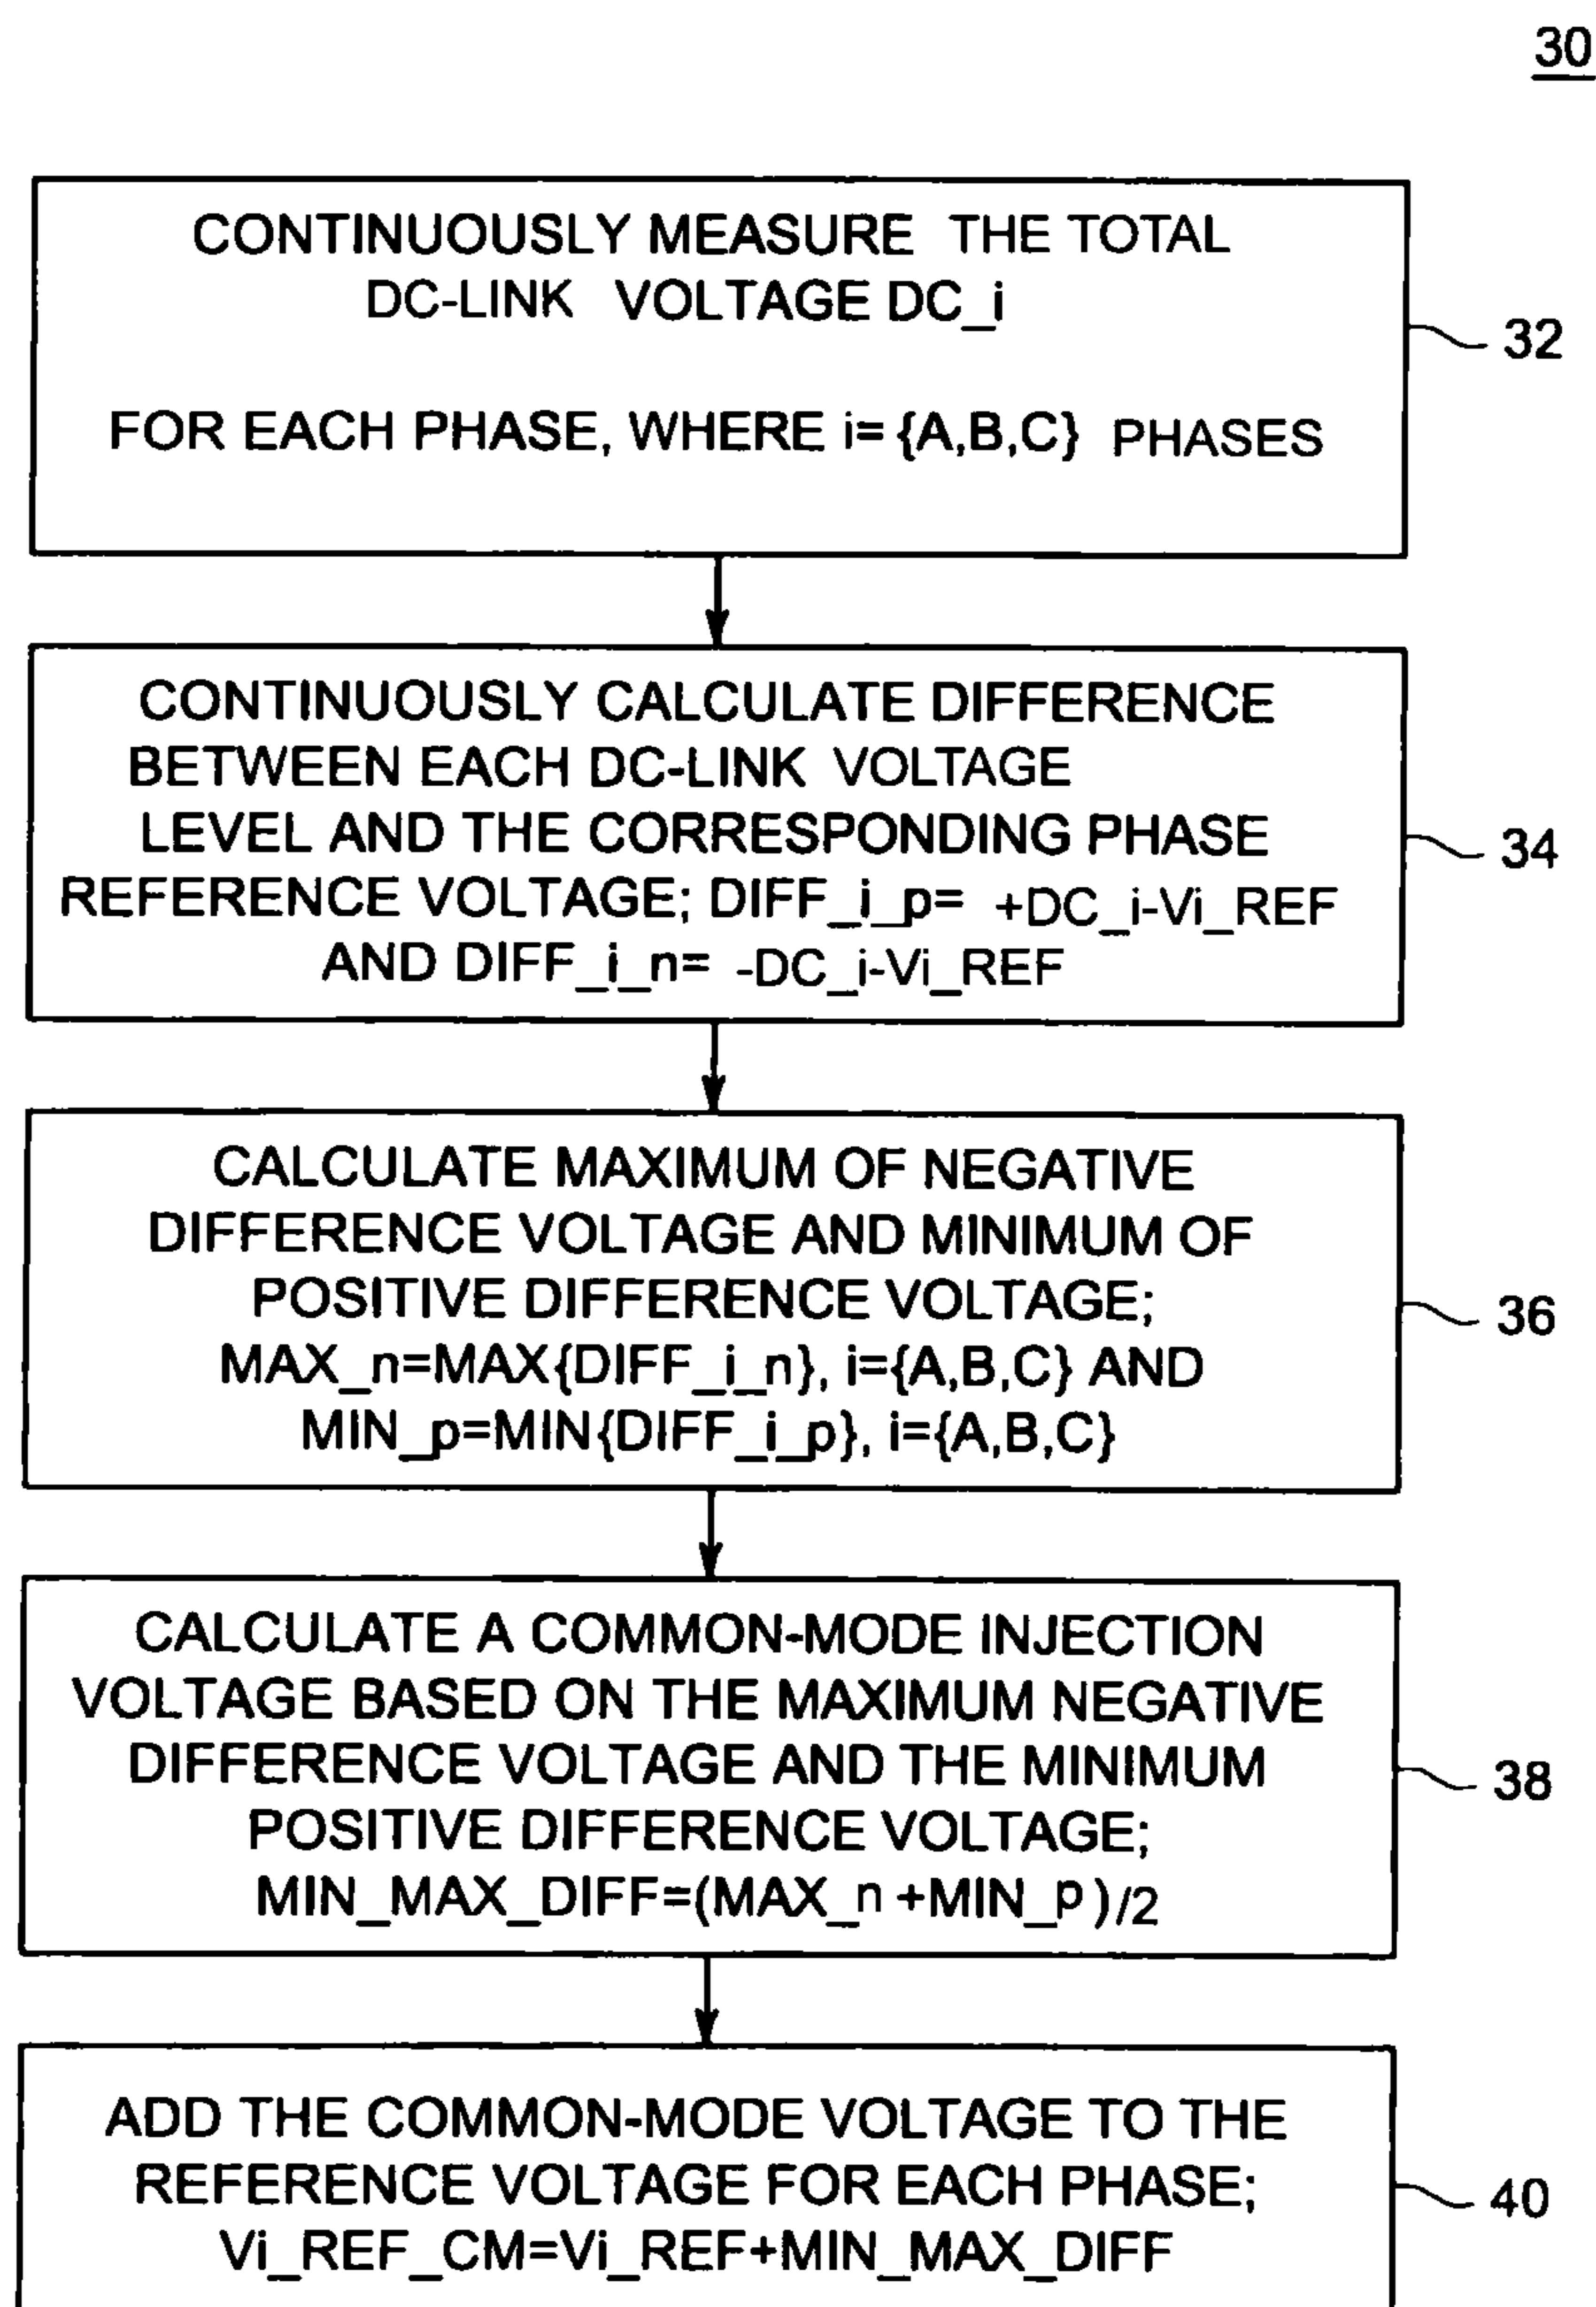 30
CONTINUOUSLY MEASURE THE TOTAL
DC-LINK VOLTAGE DC_i
FOR EACH PHASE, WHERE i= {A,B,C} PHASES
32
CONTINUOUSLY CALCULATE DIFFERENCE
BETWEEN EACH DC-LINK VOLTAGE
LEVEL AND THE CORRESPONDING PHASE
REFERENCE VOLTAGE; DIFF_i_p= +DC_i-Vi_REF
AND DIFF_i_n= -DC_i-Vi_REF
34
CALCULATE MAXIMUM OF NEGATIVE
DIFFERENCE VOLTAGE AND MINIMUM OF
POSITIVE DIFFERENCE VOLTAGE;
MAX_n=MAX{DIFF_i_n}, i={A,B,C} AND
MIN_p=MIN{DIFF_i_p}, i={A,B,C}
36
CALCULATE A COMMON-MODE INJECTION
VOLTAGE BASED ON THE MAXIMUM NEGATIVE
DIFFERENCE VOLTAGE AND THE MINIMUM
POSITIVE DIFFERENCE VOLTAGE;
MIN_MAX_DIFF=(MAX_n +MIN_p)/2
38
ADD THE COMMON-MODE VOLTAGE TO THE
REFERENCE VOLTAGE FOR EACH PHASE;
Vi_REF_CM=Vi_REF+MIN_MAX_DIFF
40